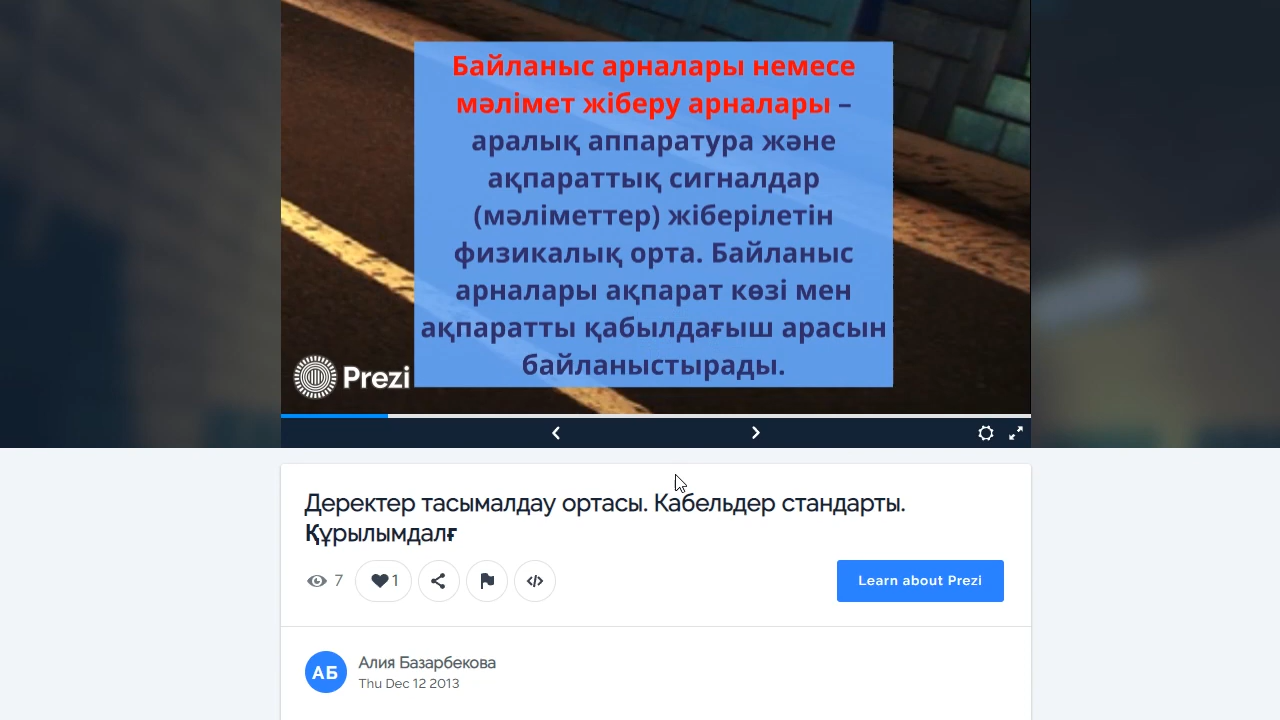 Байланыс арналары немесе
мәлімет жіберу арналары –
аралық аппаратура және
ақпараттық сигналдар
(мәліметтер) жіберілетін
физикалық орта. Байланыс
арналары ақпарат көзі мен
ақпаратты қабылдағыш арасын
байланыстырады.
Prezi
Деректер тасымалдау ортасы. Кабельдер стандарты.
Құрылымдалғ
7
1
Learn about Prezi
АБ
Алия Базарбекова
Thu Dec 12 2013